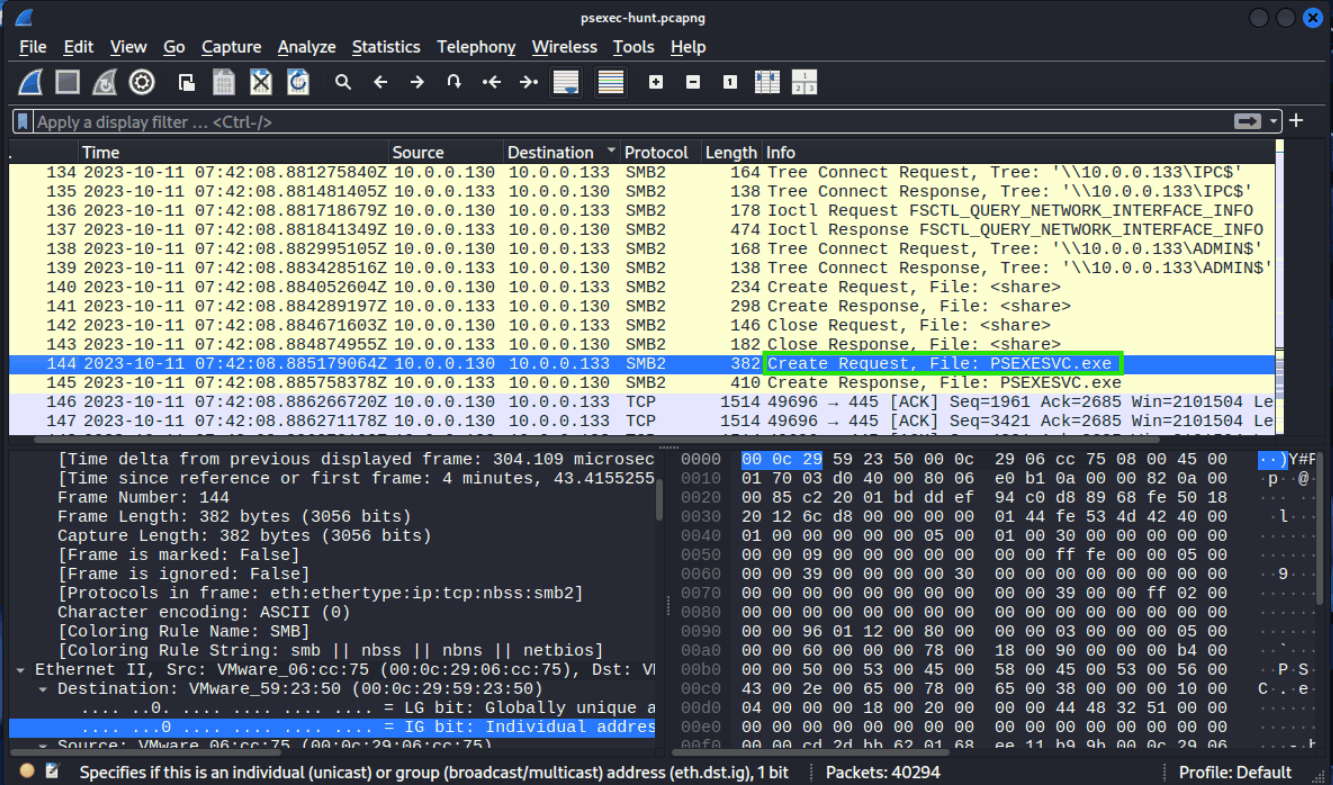 psexec-hunt.pcapng
File Edit View Go Capture Analyze Statistics Telephony Wireless Tools Help
Apply a display filter … <Ctrl-/>
. Time Source Destination Protocol Length Info
134 2023-10-11 07:42:08.881275840Z 10.0.0.130 10.0.0.133 SMB2 164 Tree Connect Request, Tree: '\\10.0.0.133\IPC$'
135 2023-10-11 07:42:08.881481405Z 10.0.0.133 10.0.0.130 SMB2 138 Tree Connect Response, Tree: '\\10.0.0.133\IPC$'
136 2023-10-11 07:42:08.881718679Z 10.0.0.130 10.0.0.133 SMB2 178 Ioctl Request FSCTL_QUERY_NETWORK_INTERFACE_INFO
137 2023-10-11 07:42:08.881841349Z 10.0.0.133 10.0.0.130 SMB2 474 Ioctl Response FSCTL_QUERY_NETWORK_INTERFACE_INFO
138 2023-10-11 07:42:08.882995105Z 10.0.0.130 10.0.0.133 SMB2 168 Tree Connect Request, Tree: '\\10.0.0.133\ADMIN$'
139 2023-10-11 07:42:08.883428516Z 10.0.0.133 10.0.0.130 SMB2 138 Tree Connect Response, Tree: '\\10.0.0.133\ADMIN$'
140 2023-10-11 07:42:08.884052604Z 10.0.0.130 10.0.0.133 SMB2 234 Create Request, File: <share>
141 2023-10-11 07:42:08.884289197Z 10.0.0.133 10.0.0.130 SMB2 298 Create Response, File: <share>
142 2023-10-11 07:42:08.884671603Z 10.0.0.130 10.0.0.133 SMB2 146 Close Request, File: <share>
143 2023-10-11 07:42:08.884874955Z 10.0.0.133 10.0.0.130 SMB2 182 Close Response, File: <share>
144 2023-10-11 07:42:08.885179064Z 10.0.0.130 10.0.0.133 SMB2 382 Create Request, File: PSEXESVC.exe
145 2023-10-11 07:42:08.885758378Z 10.0.0.133 10.0.0.130 SMB2 410 Create Response, File: PSEXESVC.exe
146 2023-10-11 07:42:08.886266720Z 10.0.0.130 10.0.0.133 TCP 1514 49696 → 445 [ACK] Seq=1961 Ack=2685 Win=2101504 Le
147 2023-10-11 07:42:08.886271178Z 10.0.0.130 10.0.0.133 TCP 1514 49696 → 445 [ACK] Seq=3421 Ack=2685 Win=2101504 Le
[Time delta from previous displayed frame: 304.109 microsec
[Time since reference or first frame: 4 minutes, 43.4155255
Frame Number: 144
Frame Length: 382 bytes (3056 bits)
Capture Length: 382 bytes (3056 bits)
[Frame is marked: False]
[Frame is ignored: False]
[Protocols in frame: eth:ethertype:ip:tcp:nbss:smb2]
Character encoding: ASCII (0)
[Coloring Rule Name: SMB]
[Coloring Rule String: smb || nbss || nbns || netbios]
Ethernet II, Src: VMware_06:cc:75 (00:0c:29:06:cc:75), Dst: VM
Destination: VMware_59:23:50 (00:0c:29:59:23:50)
.... ..0. .... .... .... .... = LG bit: Globally unique a
.... ...0 .... .... .... .... = IG bit: Individual addres
Source: VMware_06:cc:75 (00:0c:29:06:cc:75)
0000 00 0c 29 59 23 50 00 0c 29 06 cc 75 08 00 45 00 ··)Y#P
0010 01 70 03 d0 40 00 80 06 e0 b1 0a 00 00 82 0a 00 ·p··@·
0020 00 85 c2 20 01 bd dd ef 94 c0 d8 89 68 fe 50 18
0030 20 12 6c d8 00 00 00 00 01 44 fe 53 4d 42 40 00 ·l···
0040 01 00 00 00 00 00 05 00 01 00 30 00 00 00 00 00 ······
0050 00 00 09 00 00 00 00 00 00 00 ff fe 00 00 05 00 ······
0060 00 00 39 00 00 00 00 30 00 00 00 00 00 00 00 00 ··9···
0070 00 00 00 00 00 00 00 00 00 00 39 00 00 00 ff 02 00 ······
0080 00 00 00 00 00 00 00 00 00 00 00 00 00 00 00 00 ······
0090 00 00 96 01 12 00 80 00 00 00 03 00 00 00 05 00 ······
00a0 00 00 60 00 00 00 78 00 18 00 90 00 00 00 b4 00 ··`···
00b0 00 00 50 00 53 00 45 00 58 00 45 00 53 00 56 00 ··P·S·
00c0 43 00 2e 00 65 00 78 00 65 00 38 00 00 00 10 00 C·.·e·
00d0 04 00 00 00 18 00 20 00 00 00 44 48 32 51 00 00 ······
00e0 00 00 00 00 00 00 00 00 00 00 00 00 00 00 00 00 ······
00f0 00 00 cd 2d bb 62 01 68 ee 11 b9 9b 00 0c 29 06
Specifies if this is an individual (unicast) or group (broadcast/multicast) address (eth.dst.ig), 1 bit Packets: 40294 Profile: Default